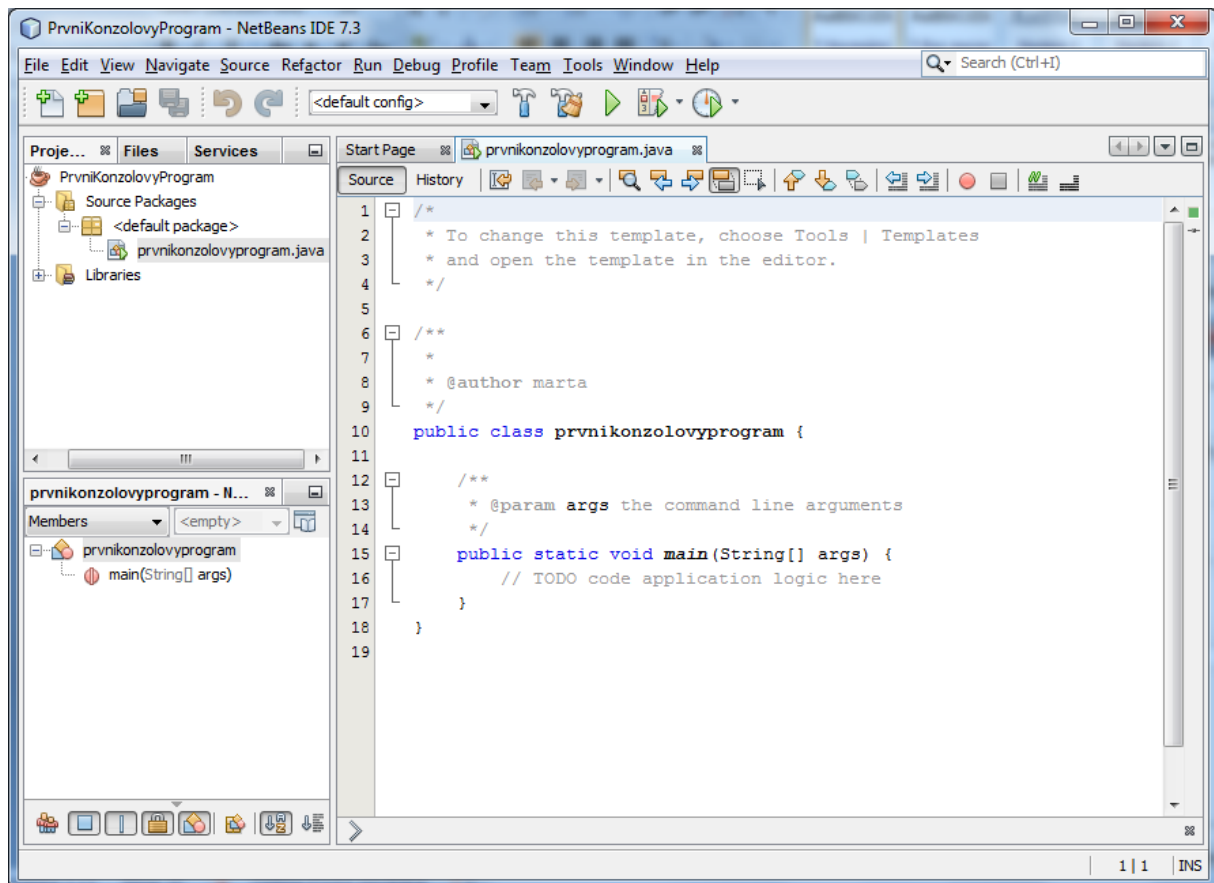 PrvniKonzolovyProgram - NetBeans IDE 7.3
File Edit View Navigate Source Refactor Run Debug Profile Team Tools Window Help
Search (Ctrl+I)
<default config>
Proje... Files Services
PrvniKonzolovyProgram
Source Packages
<default package>
prvnikonzolovyprogram.java
Libraries
prvnikonzolovyprogram - N...
Members <empty>
prvnikonzolovyprogram
main(String[] args)
Start Page prvnikonzolovyprogram.java
Source History
1 /*
2 * To change this template, choose Tools | Templates
3 * and open the template in the editor.
4 */
5
6 /**
7 *
8 * @author marta
9 */
10 public class prvnikonzolovyprogram {
11
12 /**
13 * @param args the command line arguments
14 */
15 public static void main(String[] args) {
16 // TODO code application logic here
17 }
18 }
19
1 | 1 INS